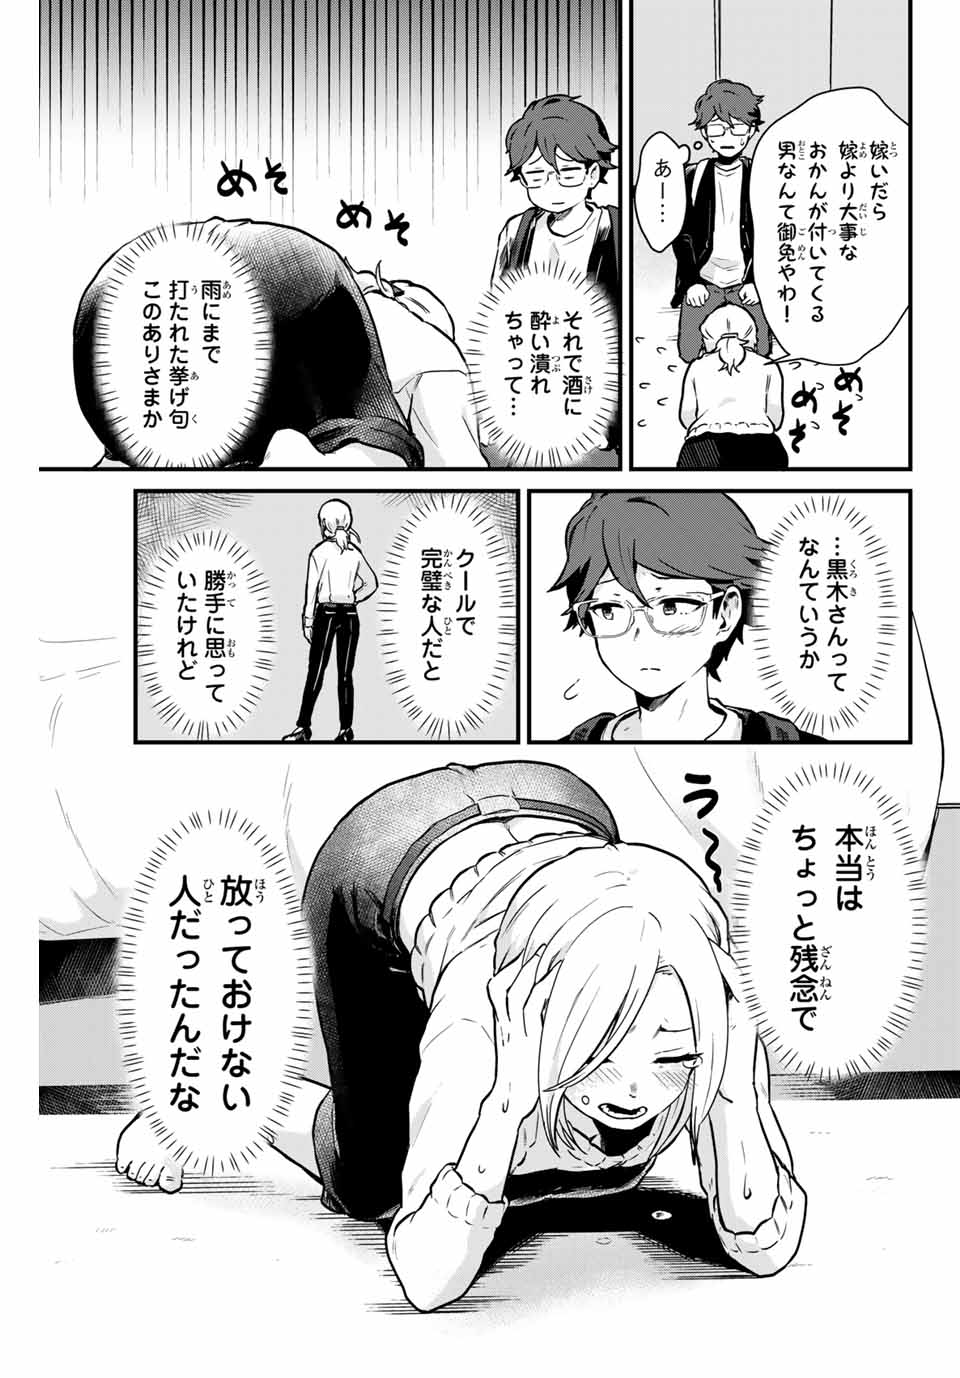 嫁いだら
嫁より大事な
おかんが付いてくる
男なんて御免やわ!
あー…
めそ
めそ
それで酒に
酔い潰れ
ちゃって…
めそ
めそ
雨にまで
打たれた挙げ句
このありさまか
…黒木さんって
なんていうか
クールで
完璧な人だと
勝手に思って
いたけれど
う〜
本当は
ちょっと残念で
放っておけない
人だったんだな